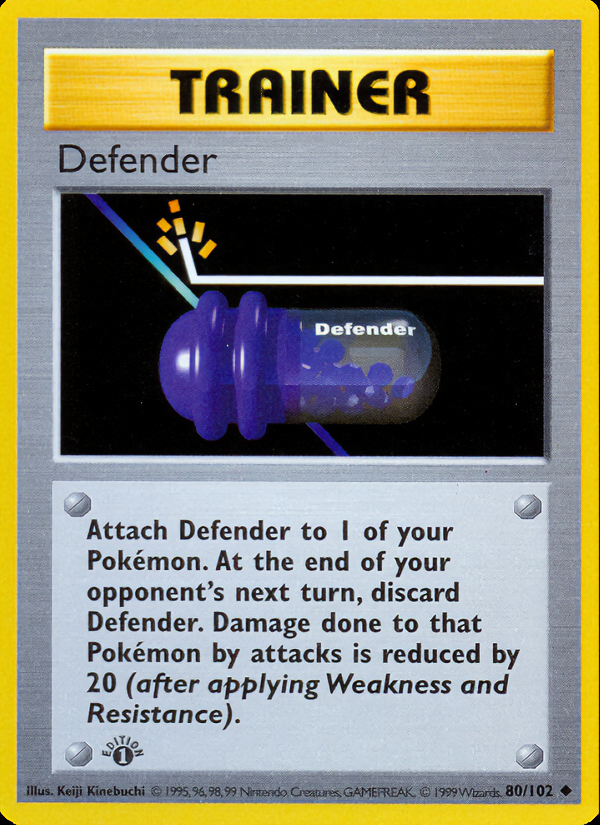 TRAINER
Defender
Defender
Attach Defender to 1 of your
Pokémon. At the end of your
opponent's next turn, discard
Defender. Damage done to that
Pokémon by attacks is reduced by
20 (after applying Weakness and
Resistance).
EDITION
1
Illus. Keiji Kinebuchi © 1995, 96, 98, 99 Nintendo, Creatures, GAMEFREAK. © 1999 Wizards. 80/102 ◆